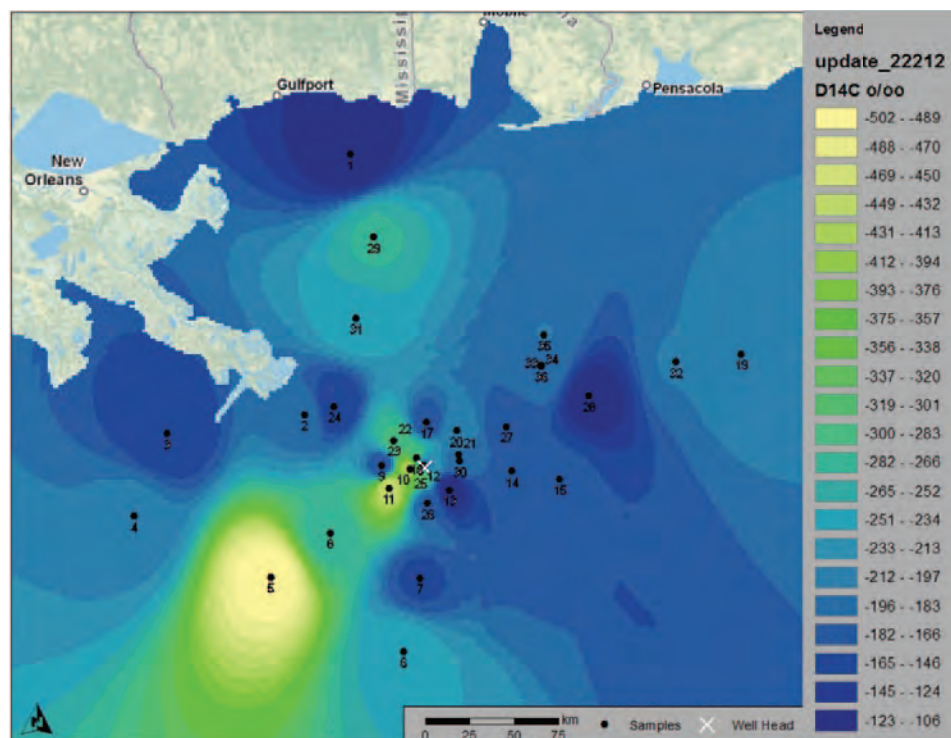 Mobile
Mississip
Gulfport
Pensacola
New
Orleans
1
29
31
35
33
34
36
32
19
28
24
2
3
22
17
20
21
27
23
9
10
12
30
25
11
14
15
26
4
6
5
7
6
km
0
25
50
75
Samples
Well Head
Legend
update_22212
D14C o/oo
-502 - -489
-488 - -470
-469 - -450
-449 - -432
-431 - -413
-412 - -394
-393 - -376
-375 - -357
-356 - -338
-337 - -320
-319 - -301
-300 - -283
-282 - -266
-265 - -252
-251 - -234
-233 - -213
-212 - -197
-196 - -183
-182 - -166
-165 - -146
-145 - -124
-123 - -106